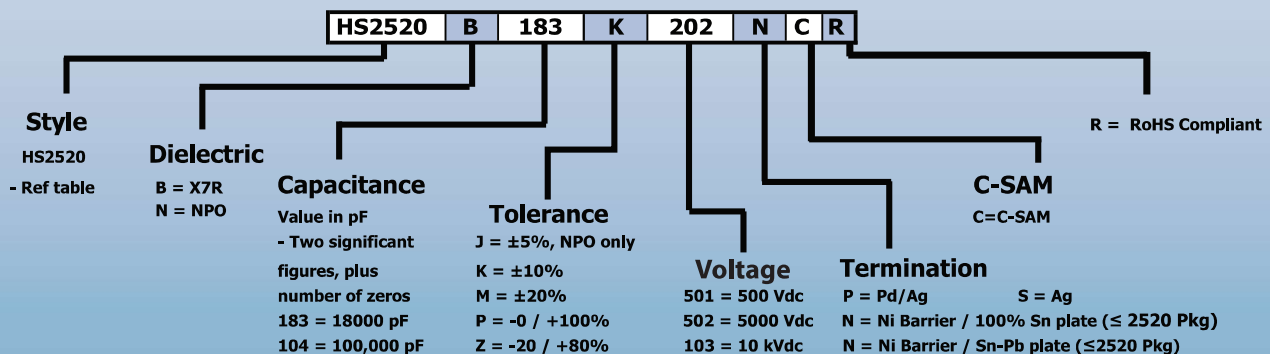 HS2520 B 183 K 202 N C R
Style
HS2520
- Ref table
Dielectric
B = X7R
N = NPO
Capacitance
Value in pF
- Two significant
figures, plus
number of zeros
183 = 18000 pF
104 = 100,000 pF
Tolerance
J = ±5%, NPO only
K = ±10%
M = ±20%
P = -0 / +100%
Z = -20 / +80%
Voltage
501 = 500 Vdc
502 = 5000 Vdc
103 = 10 kVdc
Termination
P = Pd/Ag S = Ag
N = Ni Barrier / 100% Sn plate (≤ 2520 Pkg)
N = Ni Barrier / Sn-Pb plate (≤2520 Pkg)
C-SAM
C=C-SAM
R = RoHS Compliant